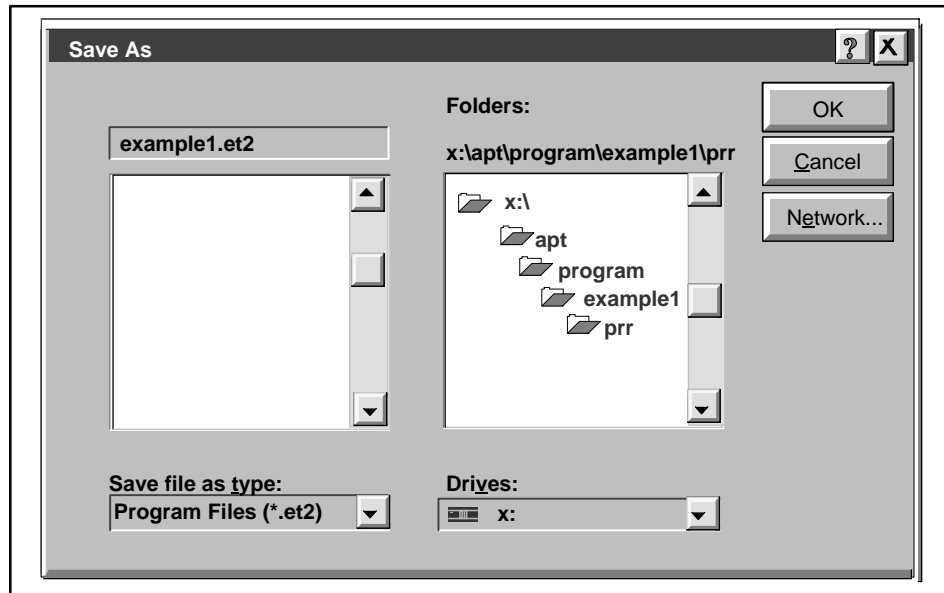 Save As
?
X
Folders:
OK
example1.et2
x:\apt\program\example1\prr
Cancel
x:\
Network...
apt
program
example1
prr
Save file as type:
Drives:
Program Files (*.et2)
x: